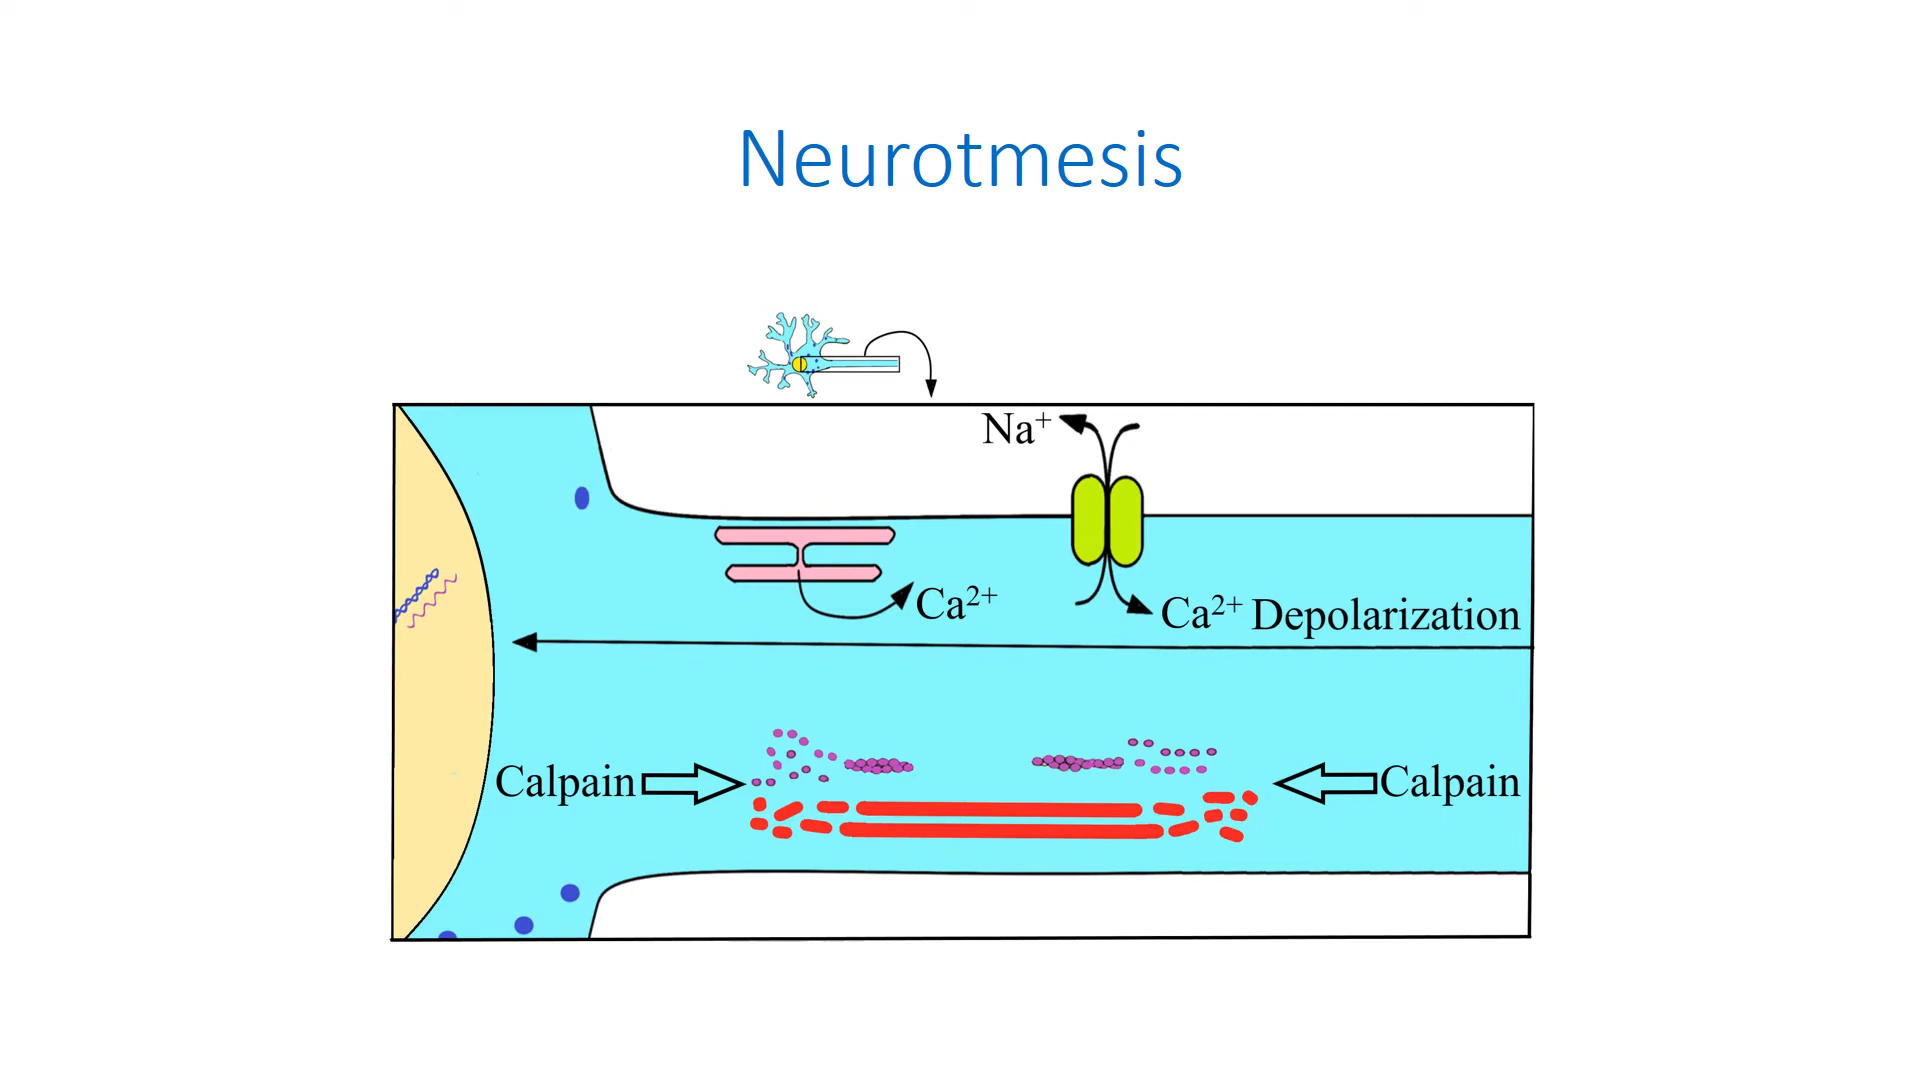 Neurotmesis
Na⁺
Ca²⁺
Ca²⁺ Depolarization
Calpain
Calpain